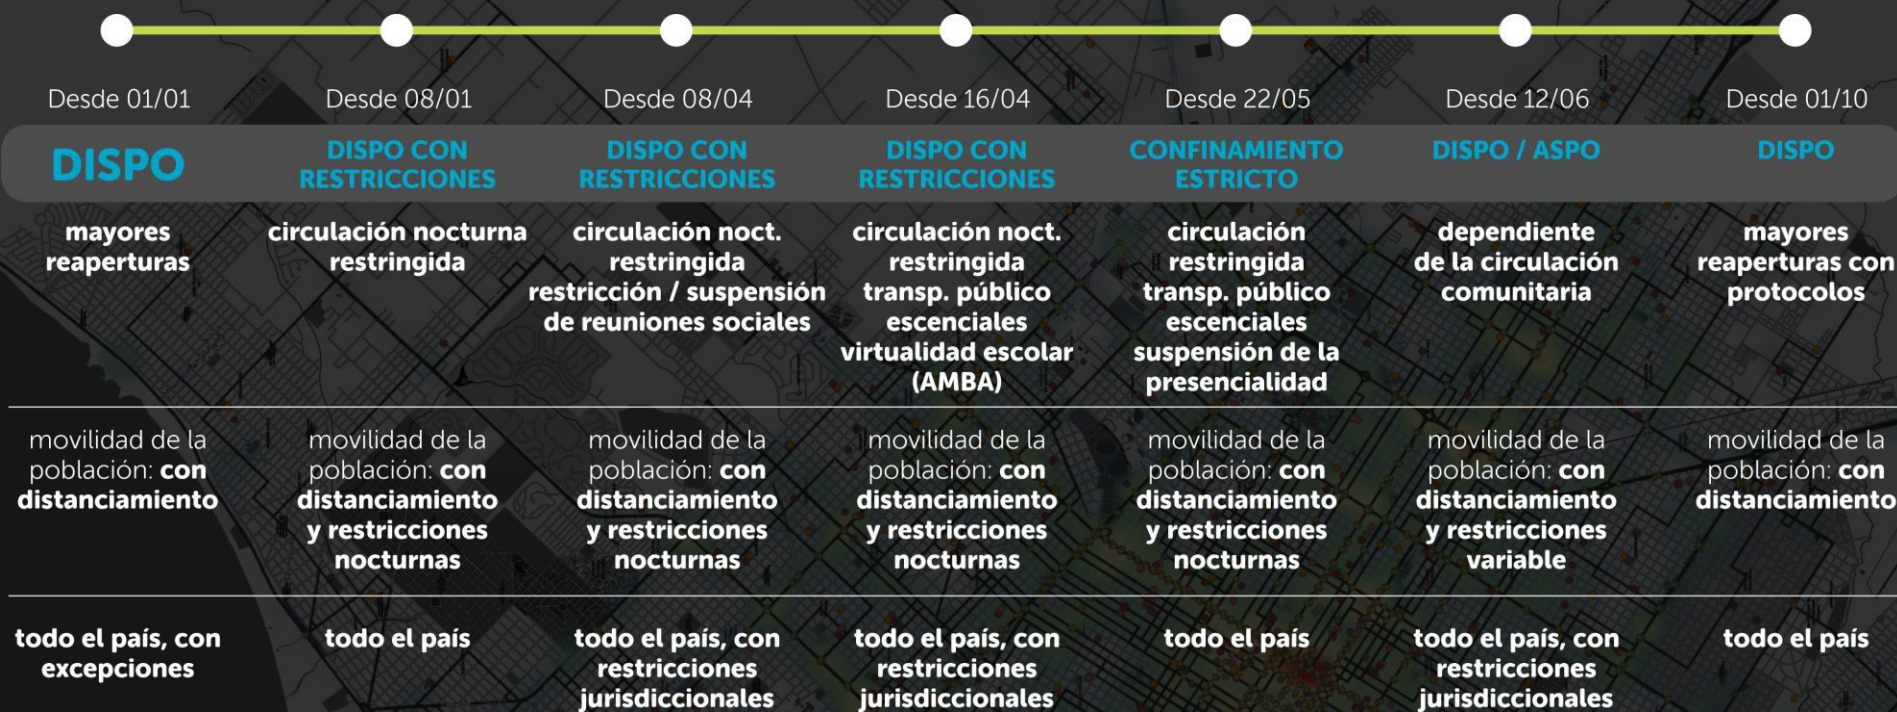 Desde 01/01
Desde 08/01
Desde 08/04
Desde 16/04
Desde 22/05
Desde 12/06
Desde 01/10
DISPO
DISPO CON
RESTRICCIONES
DISPO CON
RESTRICCIONES
DISPO CON
RESTRICCIONES
CONFINAMIENTO
ESTRICTO
DISPO / ASPO
DISPO
mayores
reaperturas
circulación nocturna
restringida
circulación noct.
restringida
restricción / suspensión
de reuniones sociales
circulación noct.
restringida
transp. público
escenciales
virtualidad escolar
(AMBA)
circulación
restringida
transp. público
escenciales
suspensión de la
presencialidad
dependiente
de la circulación
comunitaria
mayores
reaperturas con
protocolos
movilidad de la
población: con
distanciamiento
movilidad de la
población: con
distanciamiento
y restricciones
nocturnas
movilidad de la
población: con
distanciamiento
y restricciones
nocturnas
movilidad de la
población: con
distanciamiento
y restricciones
nocturnas
movilidad de la
población: con
distanciamiento
y restricciones
nocturnas
movilidad de la
población: con
distanciamiento
y restricciones
variable
movilidad de la
población: con
distanciamiento
todo el país, con
excepciones
todo el país
todo el país, con
restricciones
jurisdiccionales
todo el país, con
restricciones
jurisdiccionales
todo el país
todo el país, con
restricciones
jurisdiccionales
todo el país